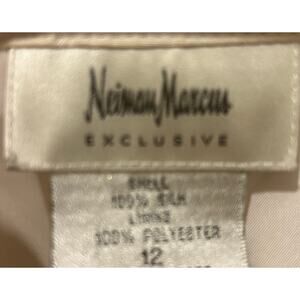 Neiman Marcus
EXCLUSIVE
SHELL
100% SILK
LINING
100% POLYESTER
12